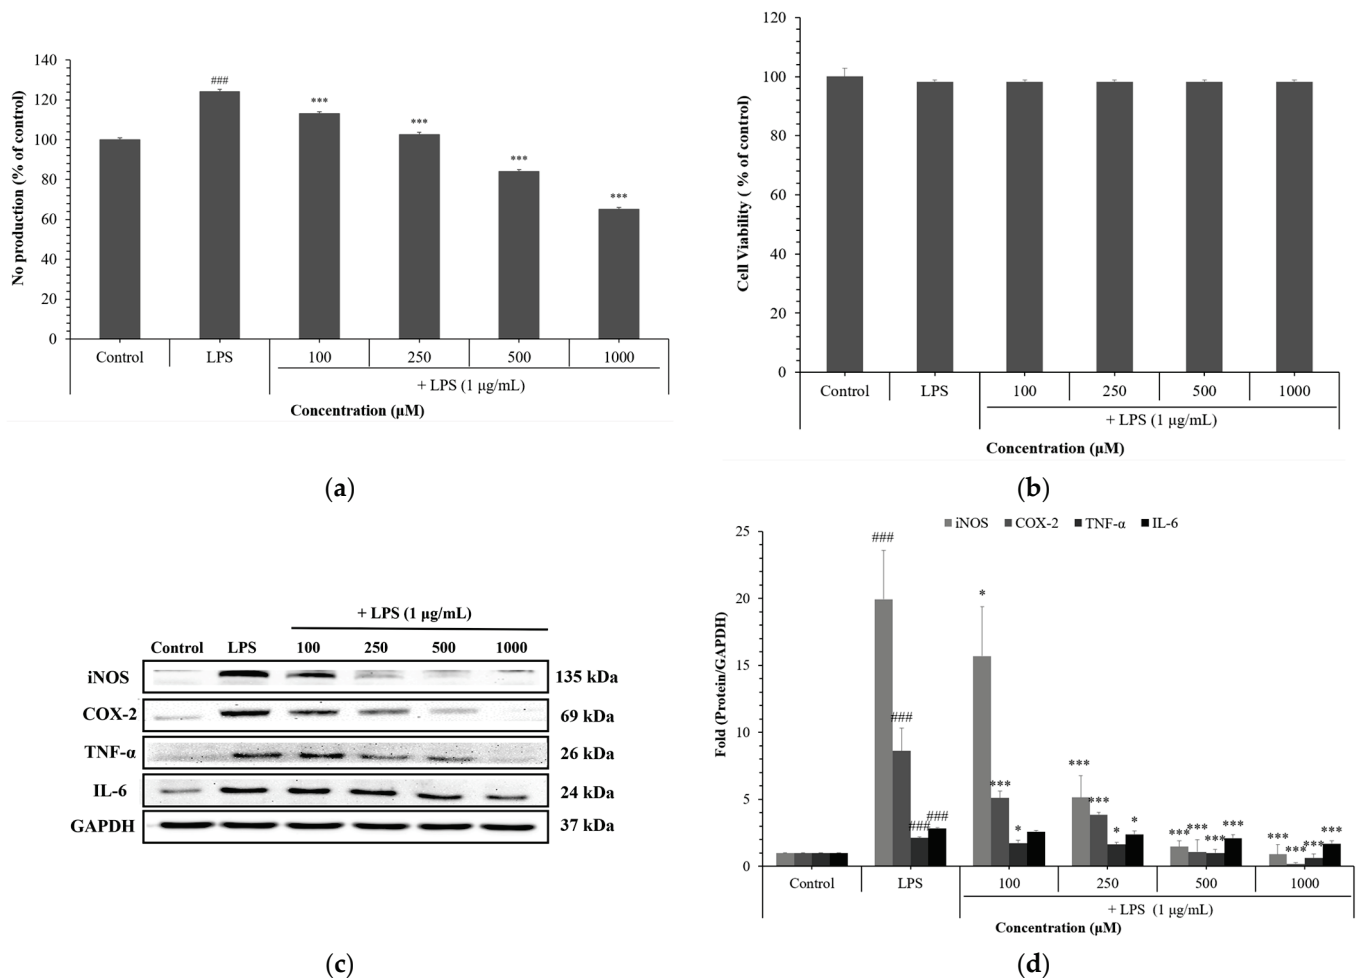 140
120
100
80
60
40
20
0
No production (% of control)
###
***
***
***
***
Control LPS 100 250 500 1000
+ LPS (1 µg/mL)
Concentration (µM)
(a)
120
100
80
60
40
20
0
Cell Viability ( % of control)
Control LPS 100 250 500 1000
+ LPS (1 µg/mL)
Concentration (µM)
(b)
+ LPS (1 µg/mL)
Control LPS 100 250 500 1000
iNOS 135 kDa
COX-2 69 kDa
TNF-α 26 kDa
IL-6 24 kDa
GAPDH 37 kDa
(c)
iNOS COX-2 TNF-α IL-6
25
20
15
10
5
0
Fold (Protein/GAPDH)
### ### ### ###
* *** *
*** *** * *
*** *** *** ***
*** *** *** ***
Control LPS 100 250 500 1000
+ LPS (1 µg/mL)
Concentration (µM)
(d)